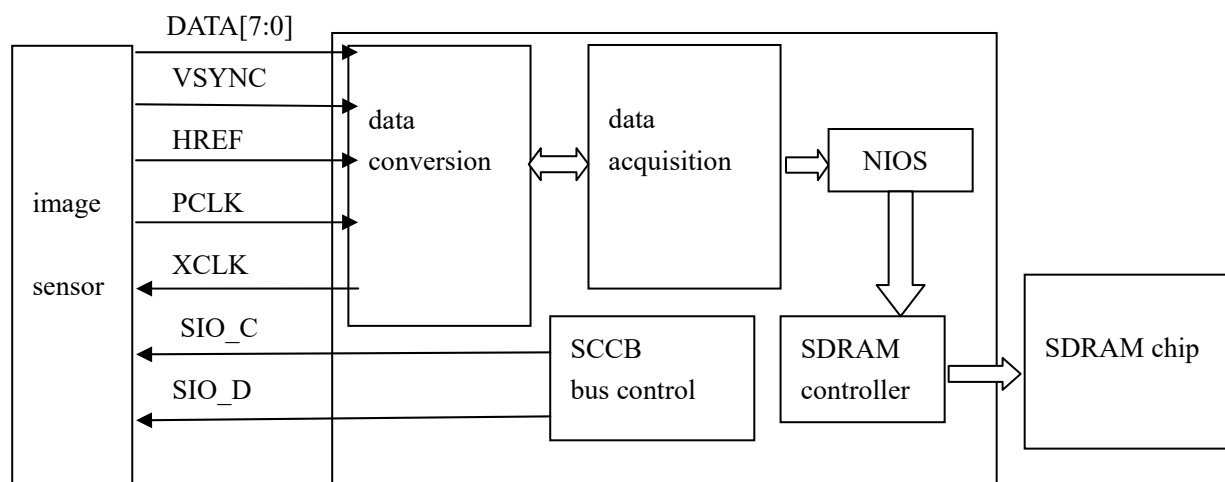 DATA[7:0]
VSYNC
HREF
PCLK
XCLK
SIO_C
SIO_D
image
sensor
data
conversion
data
acquisition
NIOS
SCCB
bus control
SDRAM
controller
SDRAM chip